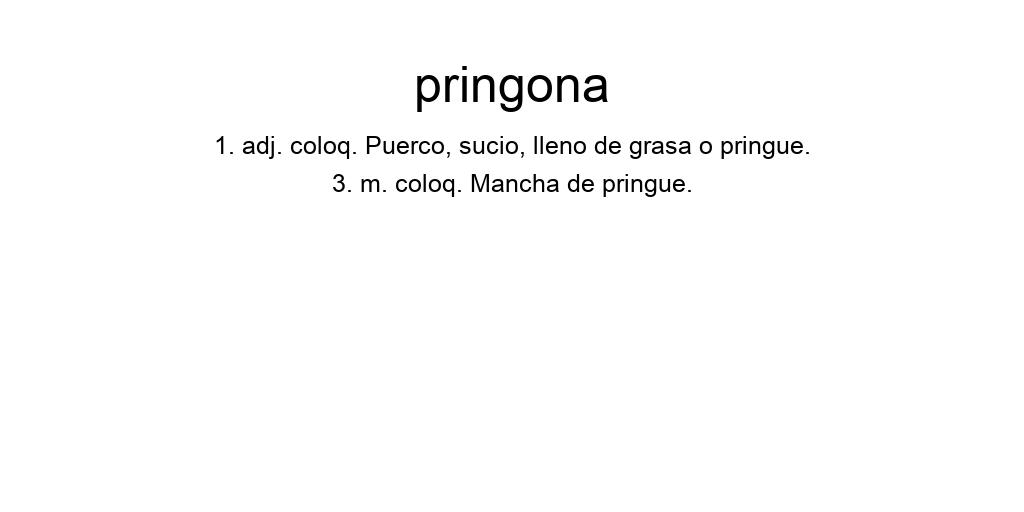 pringona
1. adj. coloq. Puerco, sucio, lleno de grasa o pringue.
3. m. coloq. Mancha de pringue.